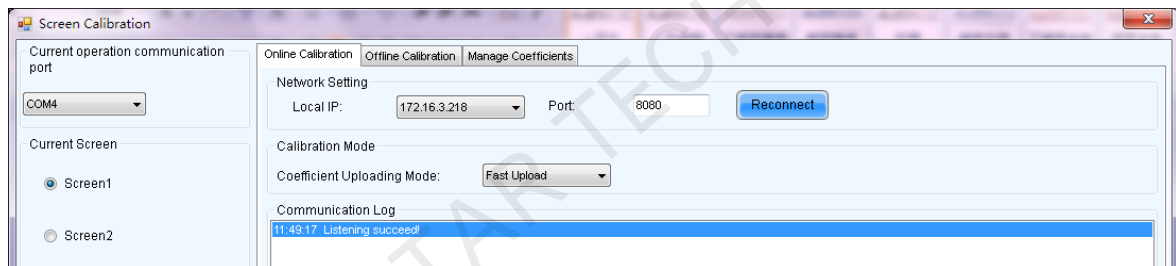 Screen Calibration
Current operation communication
port
COM4
Current Screen
Screen1
Screen2
Online Calibration
Offline Calibration
Manage Coefficients
Network Setting
Local IP: 172.16.3.218 Port: 8080 Reconnect
Calibration Mode
Coefficient Uploading Mode: Fast Upload
Communication Log
11:49:17 Listening succeed!
TAR TECH